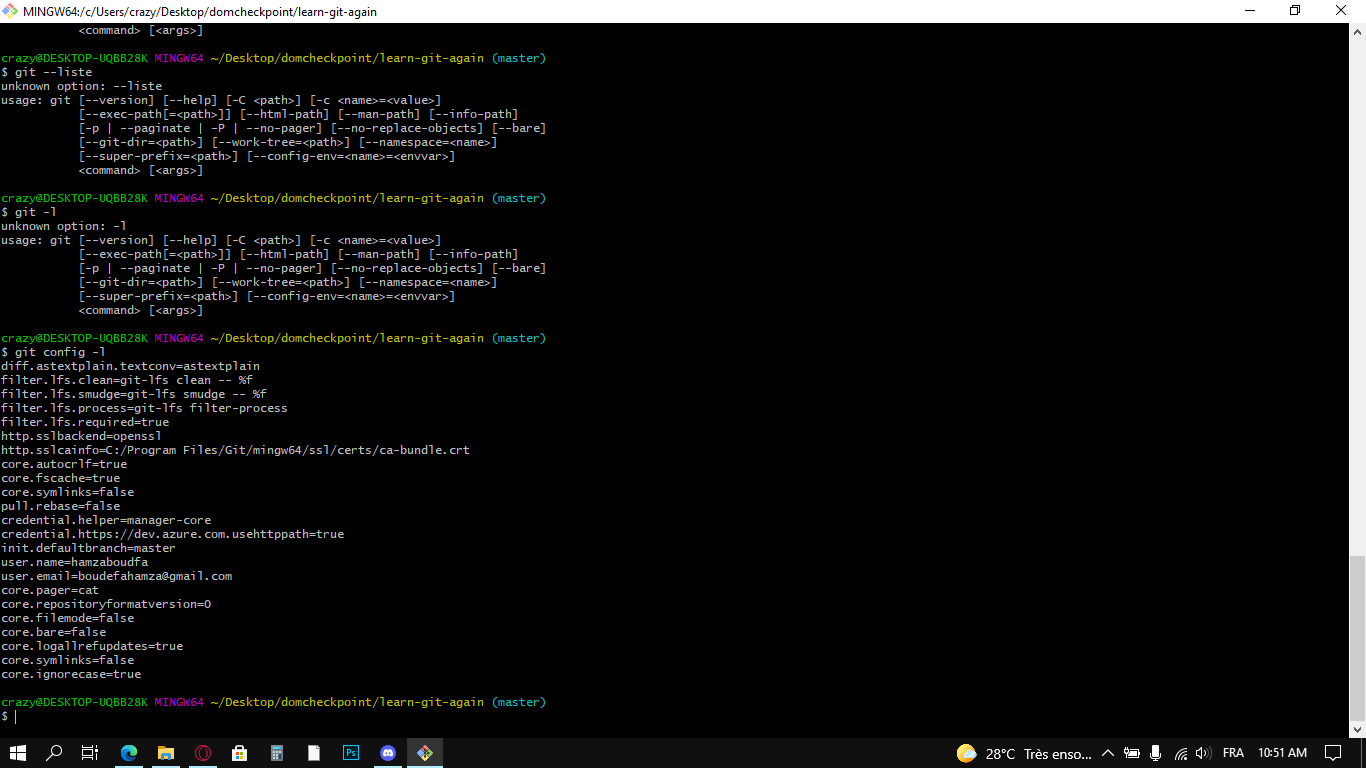 MINGW64:/c/Users/crazy/Desktop/domcheckpoint/learn-git-again
<command> [<args>]
crazy@DESKTOP-UQBB28K MINGW64 ~/Desktop/domcheckpoint/learn-git-again (master)
$ git --liste
unknown option: --liste
usage: git [--version] [--help] [-C <path>] [-c <name>=<value>]
[--exec-path[=<path>]] [--html-path] [--man-path] [--info-path]
[-p | --paginate | -P | --no-pager] [--no-replace-objects] [--bare]
[--git-dir=<path>] [--work-tree=<path>] [--namespace=<name>]
[--super-prefix=<path>] [--config-env=<name>=<envvar>]
<command> [<args>]
crazy@DESKTOP-UQBB28K MINGW64 ~/Desktop/domcheckpoint/learn-git-again (master)
$ git -l
unknown option: -l
usage: git [--version] [--help] [-C <path>] [-c <name>=<value>]
[--exec-path[=<path>]] [--html-path] [--man-path] [--info-path]
[-p | --paginate | -P | --no-pager] [--no-replace-objects] [--bare]
[--git-dir=<path>] [--work-tree=<path>] [--namespace=<name>]
[--super-prefix=<path>] [--config-env=<name>=<envvar>]
<command> [<args>]
crazy@DESKTOP-UQBB28K MINGW64 ~/Desktop/domcheckpoint/learn-git-again (master)
$ git config -l
diff.astextplain.textconv=astextplain
filter.lfs.clean=git-lfs clean -- %f
filter.lfs.smudge=git-lfs smudge -- %f
filter.lfs.process=git-lfs filter-process
filter.lfs.required=true
http.sslbackend=openssl
http.sslcainfo=C:/Program Files/Git/mingw64/ssl/certs/ca-bundle.crt
core.autocrlf=true
core.fscache=true
core.symlinks=false
pull.rebase=false
credential.helper=manager-core
credential.https://dev.azure.com.usehttppath=true
init.defaultbranch=master
user.name=hamzaboudfa
user.email=boudefahamza@gmail.com
core.pager=cat
core.repositoryformatversion=0
core.filemode=false
core.bare=false
core.logallrefupdates=true
core.symlinks=false
core.ignorecase=true
crazy@DESKTOP-UQBB28K MINGW64 ~/Desktop/domcheckpoint/learn-git-again (master)
$
Ps 28°C Très enso... FRA 10:51 AM